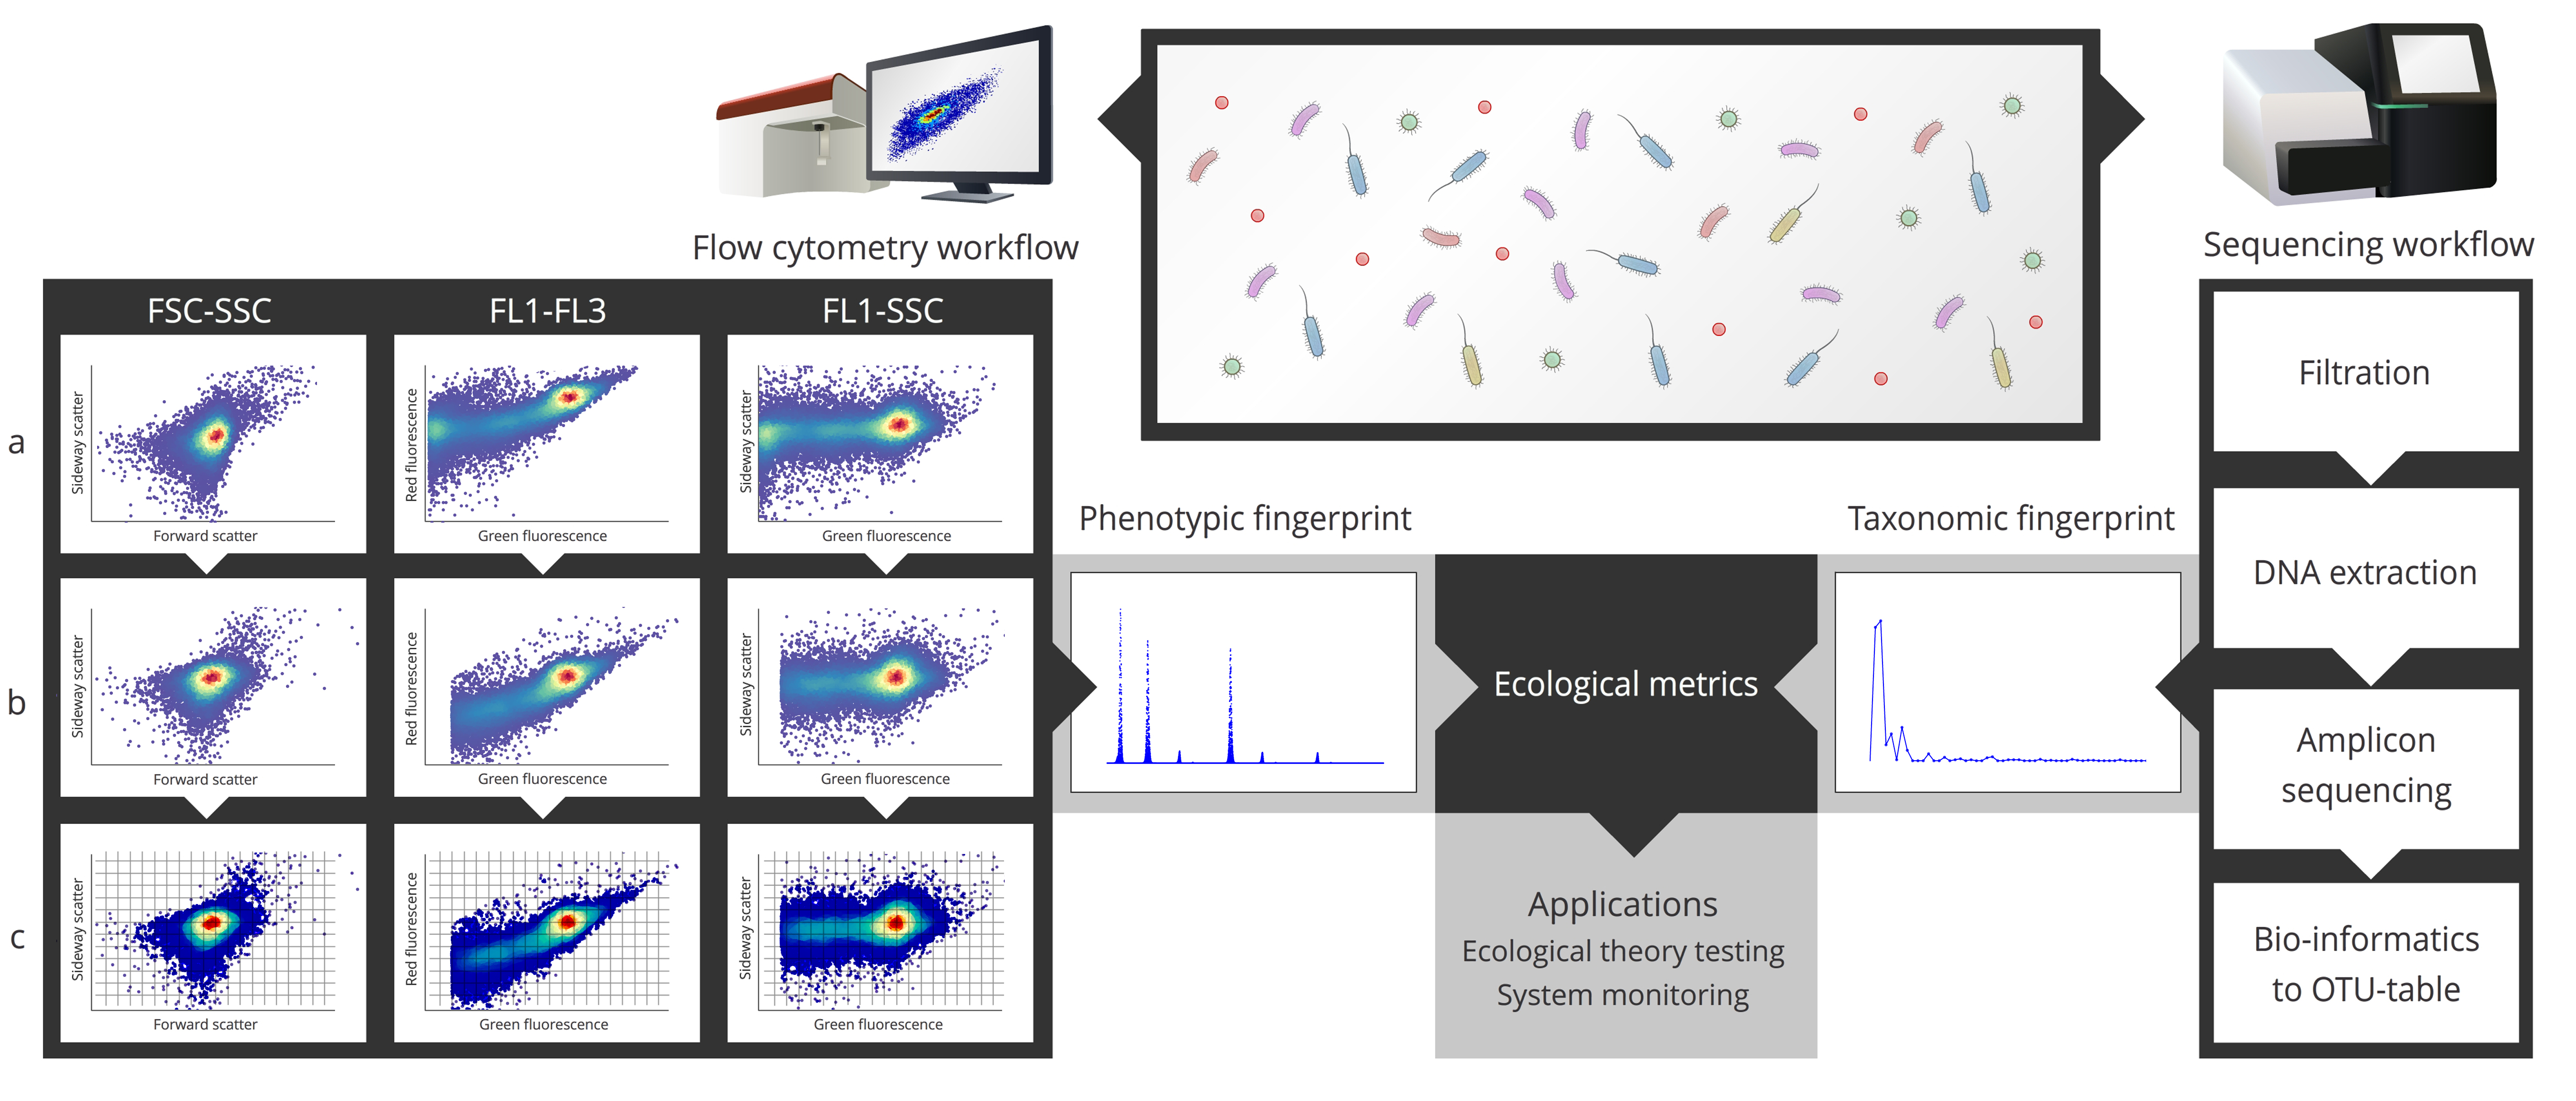 Flow cytometry workflow
Sequencing workflow
FSC-SSC
FL1-FL3
FL1-SSC
a
Sideway scatter
Forward scatter
Red fluorescence
Green fluorescence
Sideway scatter
Green fluorescence
b
Sideway scatter
Forward scatter
Red fluorescence
Green fluorescence
Sideway scatter
Green fluorescence
c
Sideway scatter
Forward scatter
Red fluorescence
Green fluorescence
Sideway scatter
Green fluorescence
Phenotypic fingerprint
Ecological metrics
Taxonomic fingerprint
Applications
Ecological theory testing
System monitoring
Filtration
DNA extraction
Amplicon
sequencing
Bio-informatics
to OTU-table